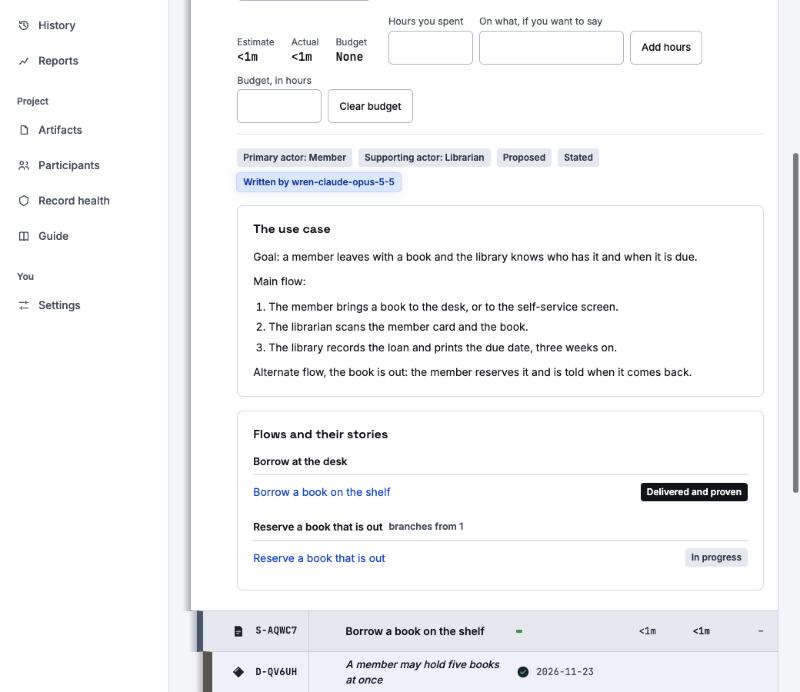 History
Reports
Project
Artifacts
Participants
Record health
Guide
You
Settings
Hours you spent
On what, if you want to say
Estimate Actual Budget
<1m <1m None
Add hours
Budget, in hours
Clear budget
Primary actor: Member Supporting actor: Librarian Proposed Stated
Written by wren-claude-opus-5-5
The use case
Goal: a member leaves with a book and the library knows who has it and when it is due.
Main flow:
1. The member brings a book to the desk, or to the self-service screen.
2. The librarian scans the member card and the book.
3. The library records the loan and prints the due date, three weeks on.
Alternate flow, the book is out: the member reserves it and is told when it comes back.
Flows and their stories
Borrow at the desk
Borrow a book on the shelf Delivered and proven
Reserve a book that is out branches from 1
Reserve a book that is out In progress
S-AQWC7 Borrow a book on the shelf <1m <1m –
D-QV6UH A member may hold five books
at once 2026-11-23